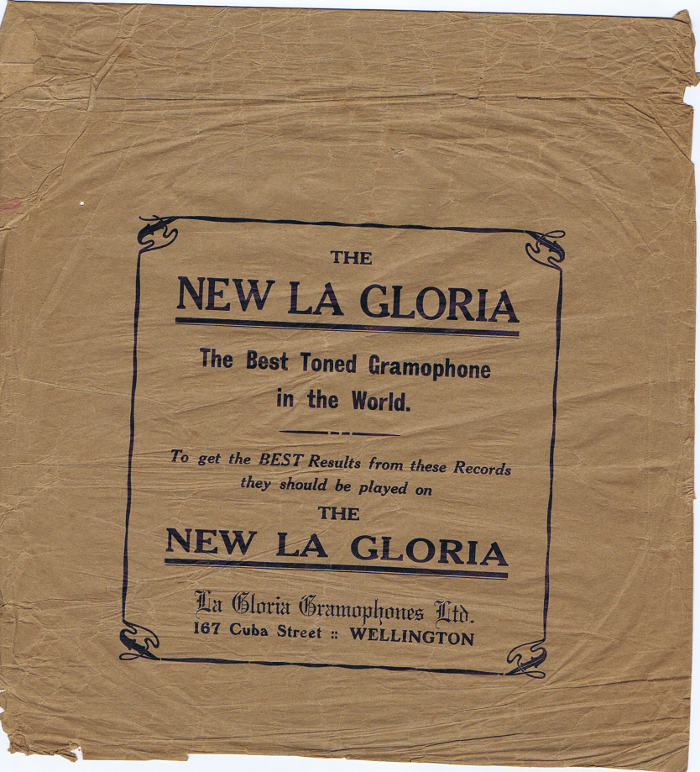 THE
NEW LA GLORIA
The Best Toned Gramophone
in the World.
To get the BEST Results from these Records
they should be played on
THE
NEW LA GLORIA
La Gloria Gramophones Ltd.
167 Cuba Street :: WELLINGTON